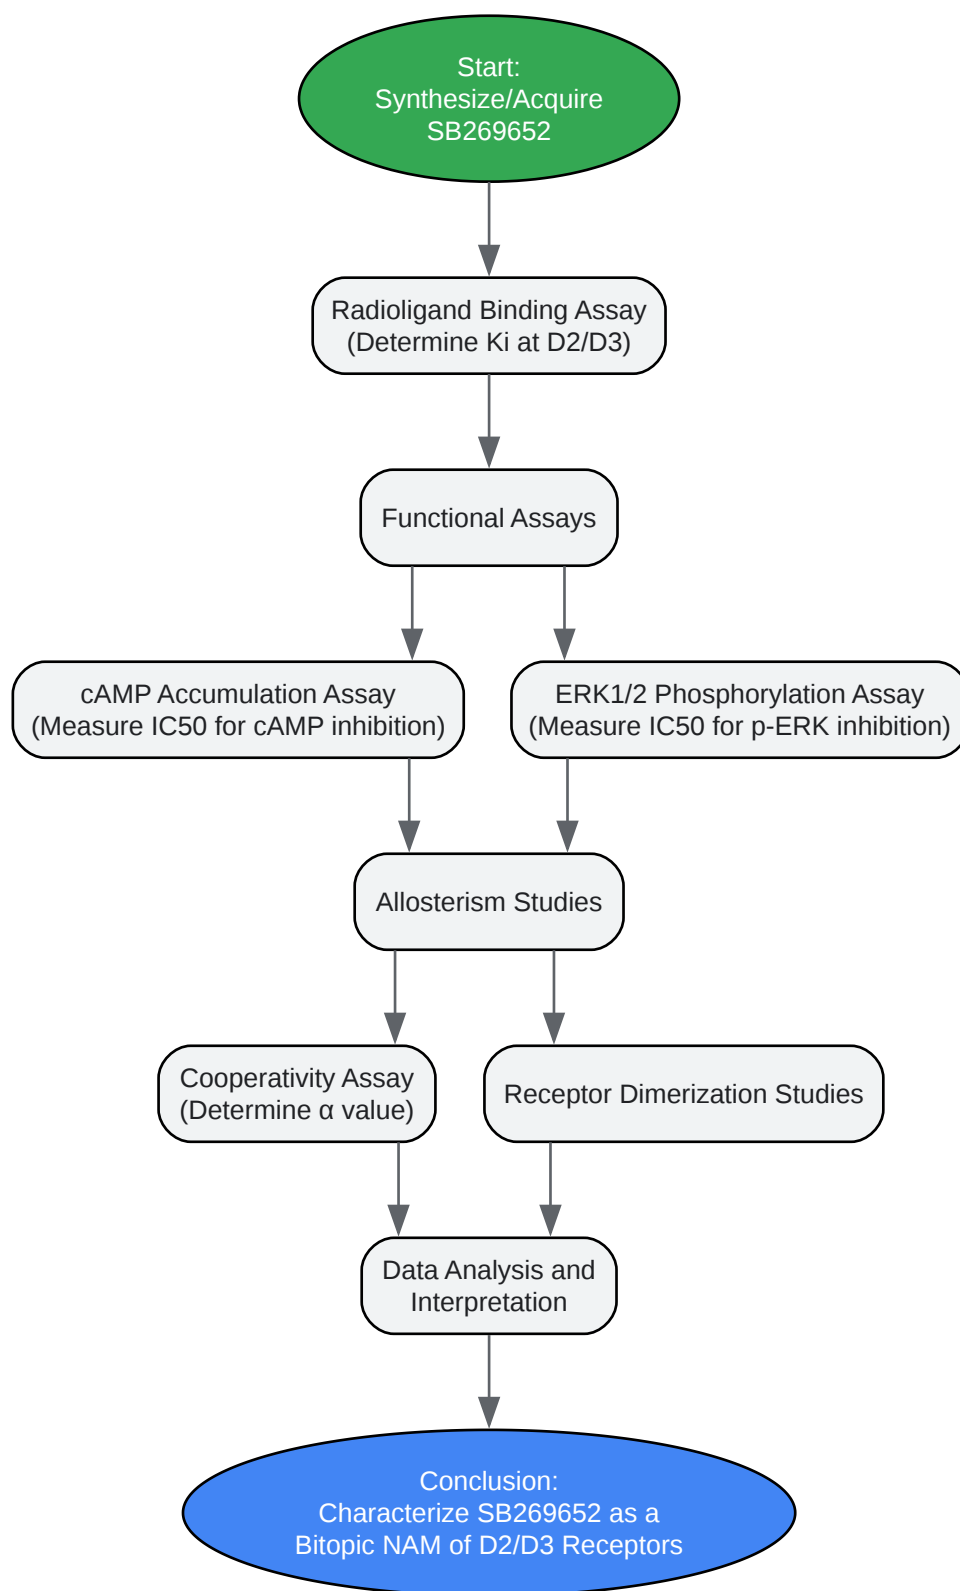 Start:
Synthesize/Acquire
SB269652
Radioligand Binding Assay
(Determine Ki at D2/D3)
Functional Assays
cAMP Accumulation Assay
(Measure IC50 for cAMP inhibition)
ERK1/2 Phosphorylation Assay
(Measure IC50 for p-ERK inhibition)
Allosterism Studies
Cooperativity Assay
(Determine α value)
Receptor Dimerization Studies
Data Analysis and
Interpretation
Conclusion:
Characterize SB269652 as a
Bitopic NAM of D2/D3 Receptors